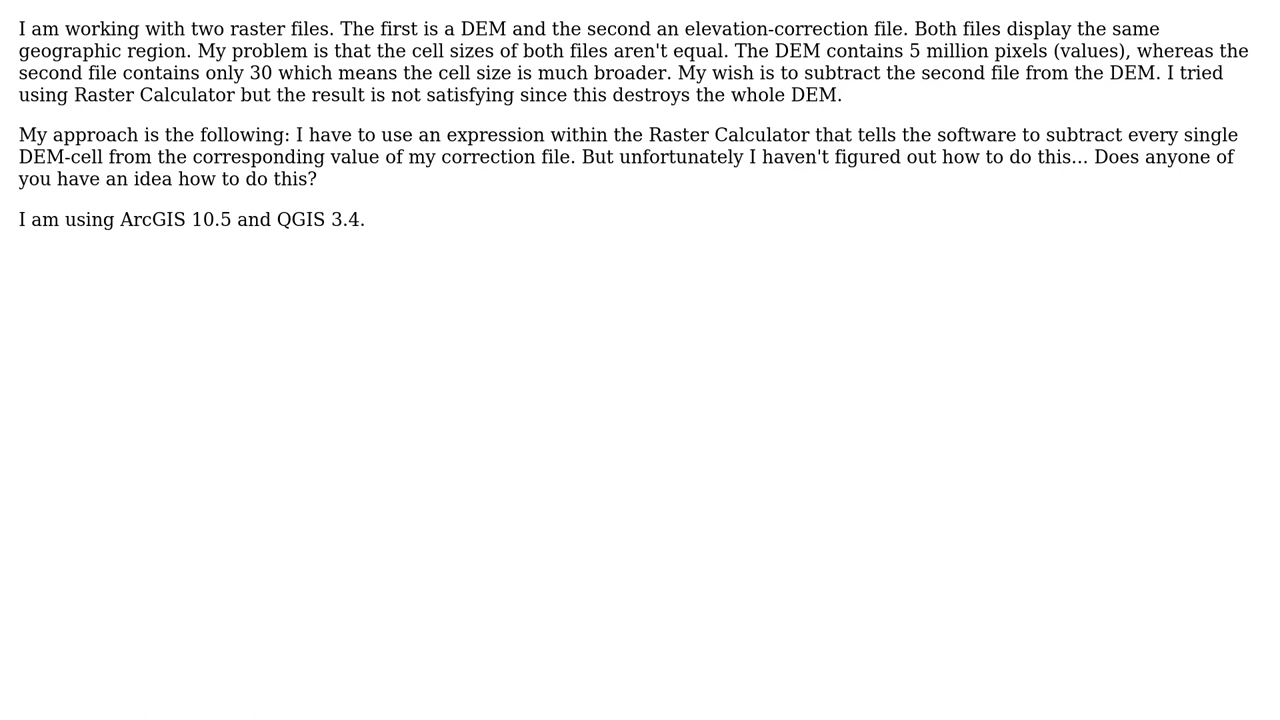 I am working with two raster files. The first is a DEM and the second an elevation-correction file. Both files display the same
geographic region. My problem is that the cell sizes of both files aren't equal. The DEM contains 5 million pixels (values), whereas the
second file contains only 30 which means the cell size is much broader. My wish is to subtract the second file from the DEM. I tried
using Raster Calculator but the result is not satisfying since this destroys the whole DEM.
My approach is the following: I have to use an expression within the Raster Calculator that tells the software to subtract every single
DEM-cell from the corresponding value of my correction file. But unfortunately I haven't figured out how to do this... Does anyone of
you have an idea how to do this?
I am using ArcGIS 10.5 and QGIS 3.4.